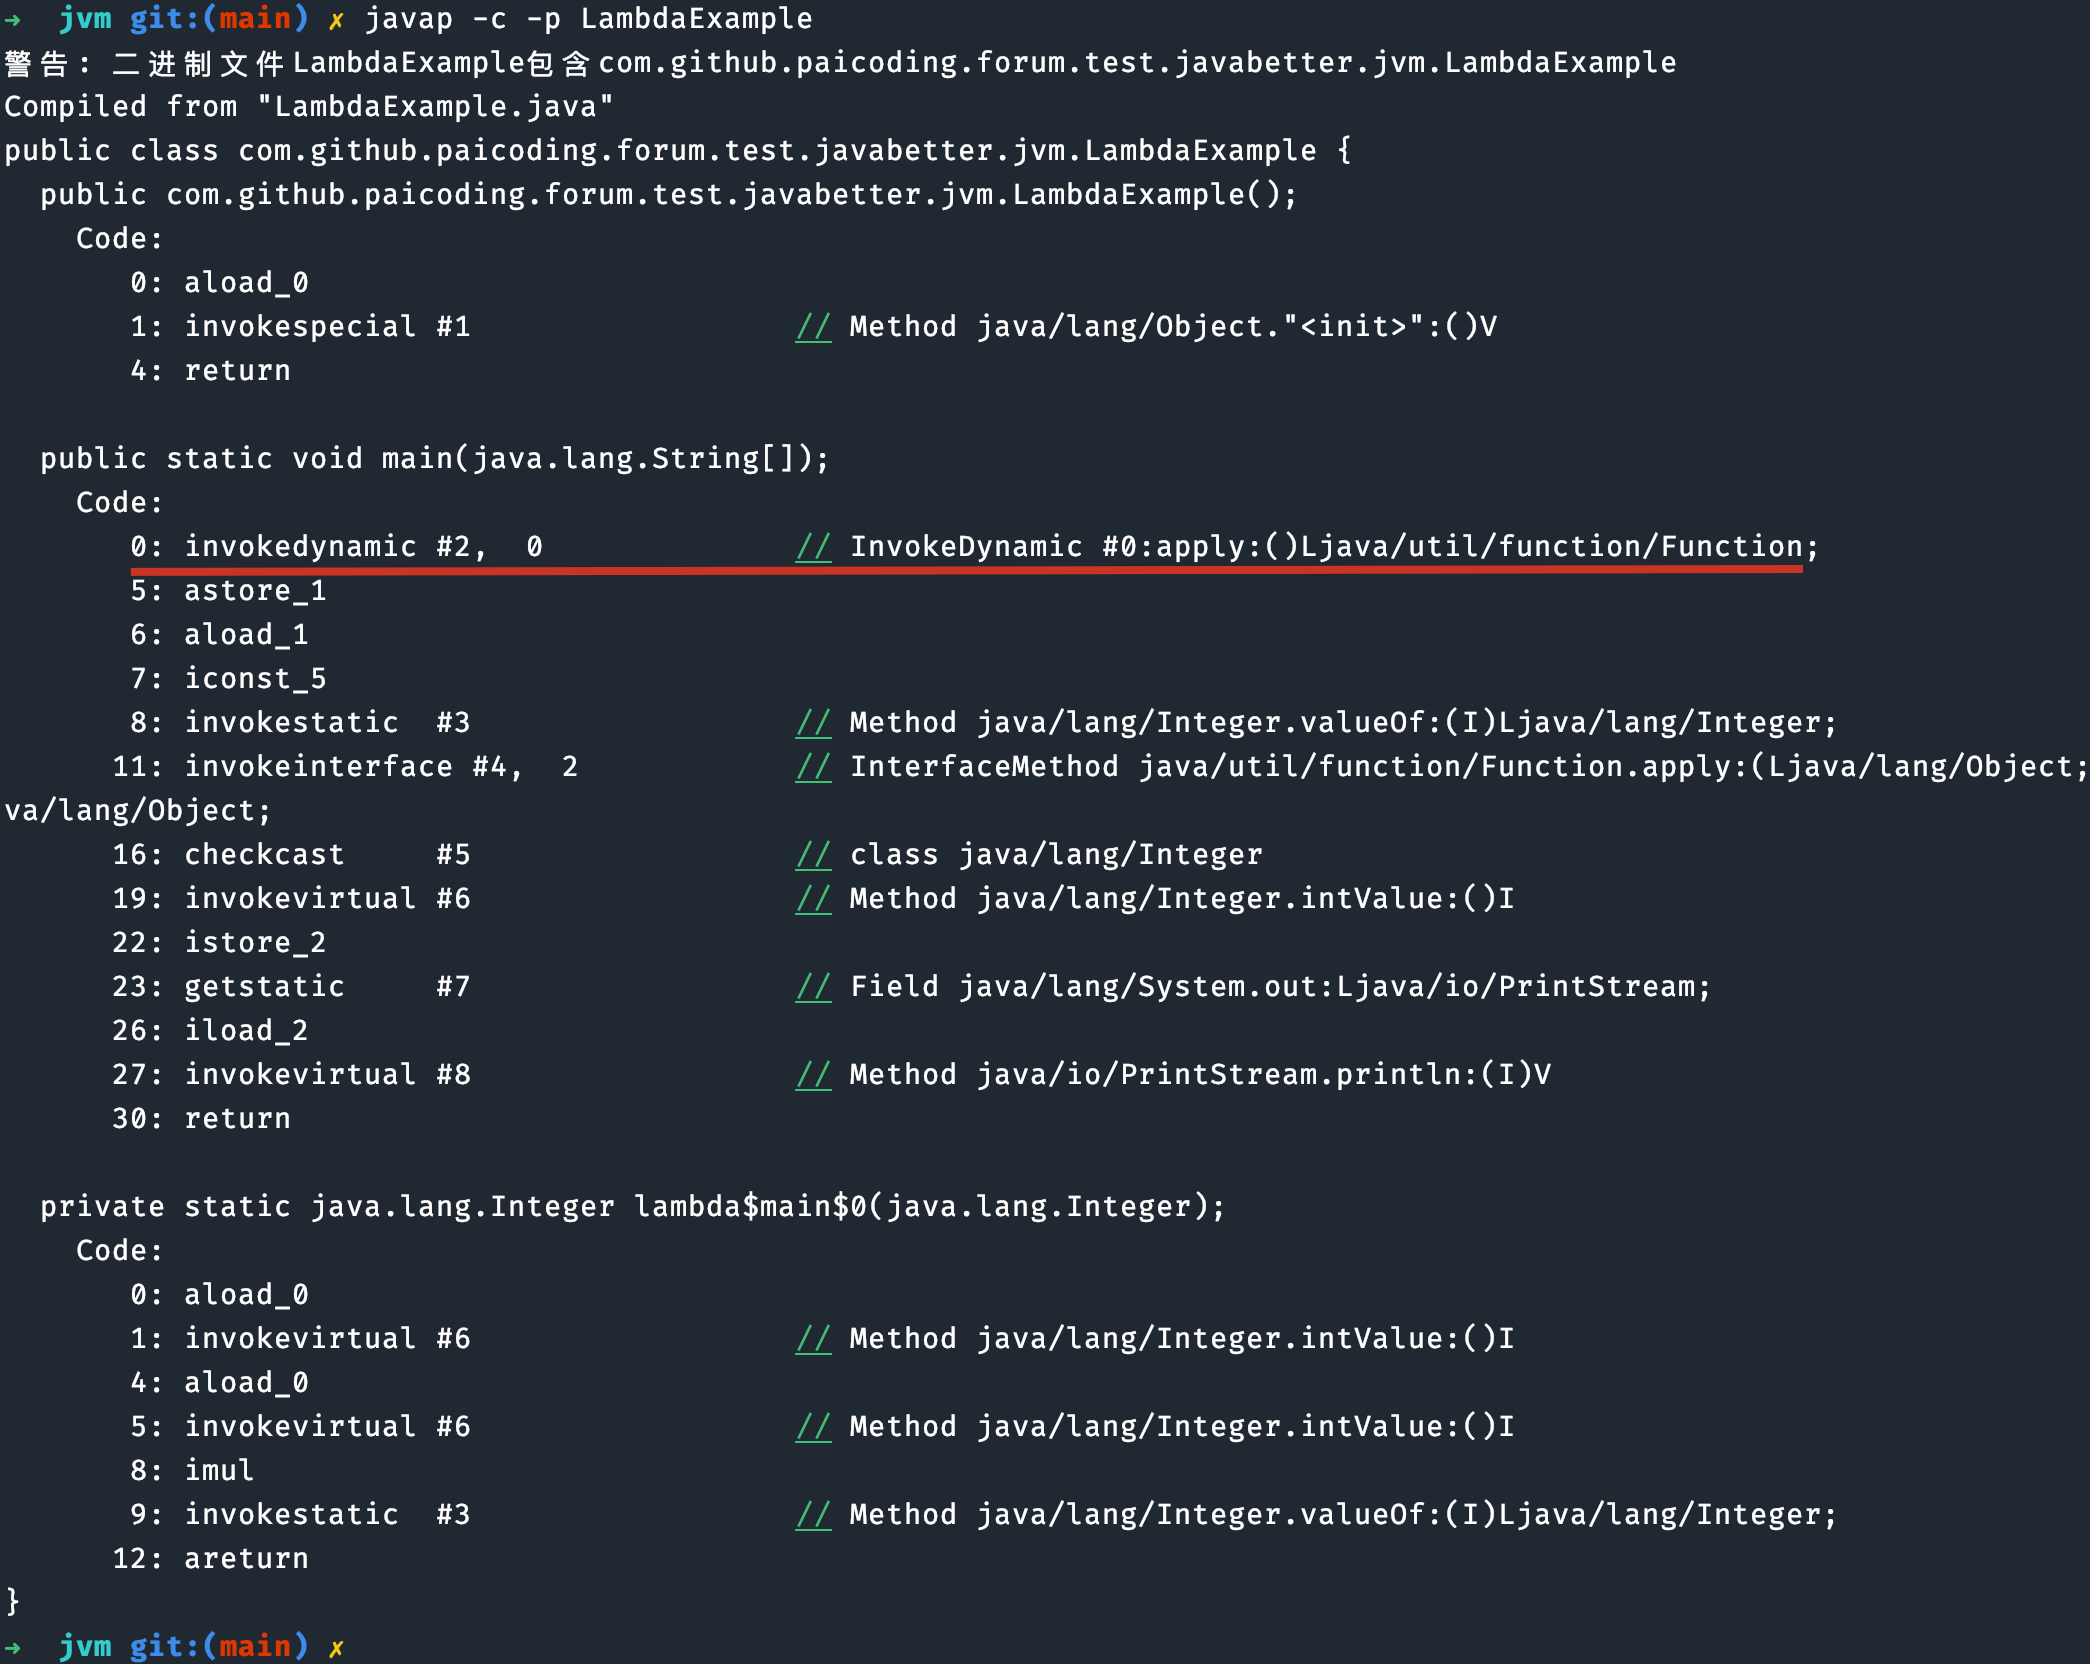 → jvm git:(main) ✗ javap -c -p LambdaExample
警告: 二进制文件LambdaExample包含com.github.paicoding.forum.test.javabetter.jvm.LambdaExample
Compiled from "LambdaExample.java"
public class com.github.paicoding.forum.test.javabetter.jvm.LambdaExample {
  public com.github.paicoding.forum.test.javabetter.jvm.LambdaExample();
    Code:
       0: aload_0
       1: invokespecial #1                  // Method java/lang/Object."<init>":()V
       4: return
  public static void main(java.lang.String[]);
    Code:
       0: invokedynamic #2,  0              // InvokeDynamic #0:apply:()Ljava/util/function/Function;
       5: astore_1
       6: aload_1
       7: iconst_5
       8: invokestatic  #3                  // Method java/lang/Integer.valueOf:(I)Ljava/lang/Integer;
      11: invokeinterface #4,  2            // InterfaceMethod java/util/function/Function.apply:(Ljava/lang/Object;
va/lang/Object;
      16: checkcast     #5                  // class java/lang/Integer
      19: invokevirtual #6                  // Method java/lang/Integer.intValue:()I
      22: istore_2
      23: getstatic     #7                  // Field java/lang/System.out:Ljava/io/PrintStream;
      26: iload_2
      27: invokevirtual #8                  // Method java/io/PrintStream.println:(I)V
      30: return
  private static java.lang.Integer lambda$main$0(java.lang.Integer);
    Code:
       0: aload_0
       1: invokevirtual #6                  // Method java/lang/Integer.intValue:()I
       4: aload_0
       5: invokevirtual #6                  // Method java/lang/Integer.intValue:()I
       8: imul
       9: invokestatic  #3                  // Method java/lang/Integer.valueOf:(I)Ljava/lang/Integer;
      12: areturn
}
→ jvm git:(main) ✗